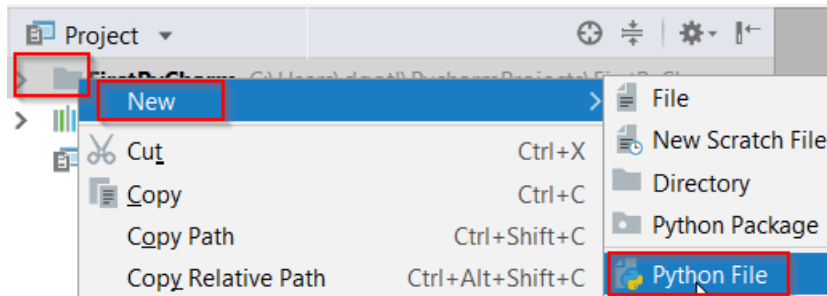 Project
FirstPyCharm
New
File
New Scratch File
Cut Ctrl+X
Directory
Copy Ctrl+C
Python Package
Copy Path Ctrl+Shift+C
Python File
Copy Relative Path Ctrl+Alt+Shift+C